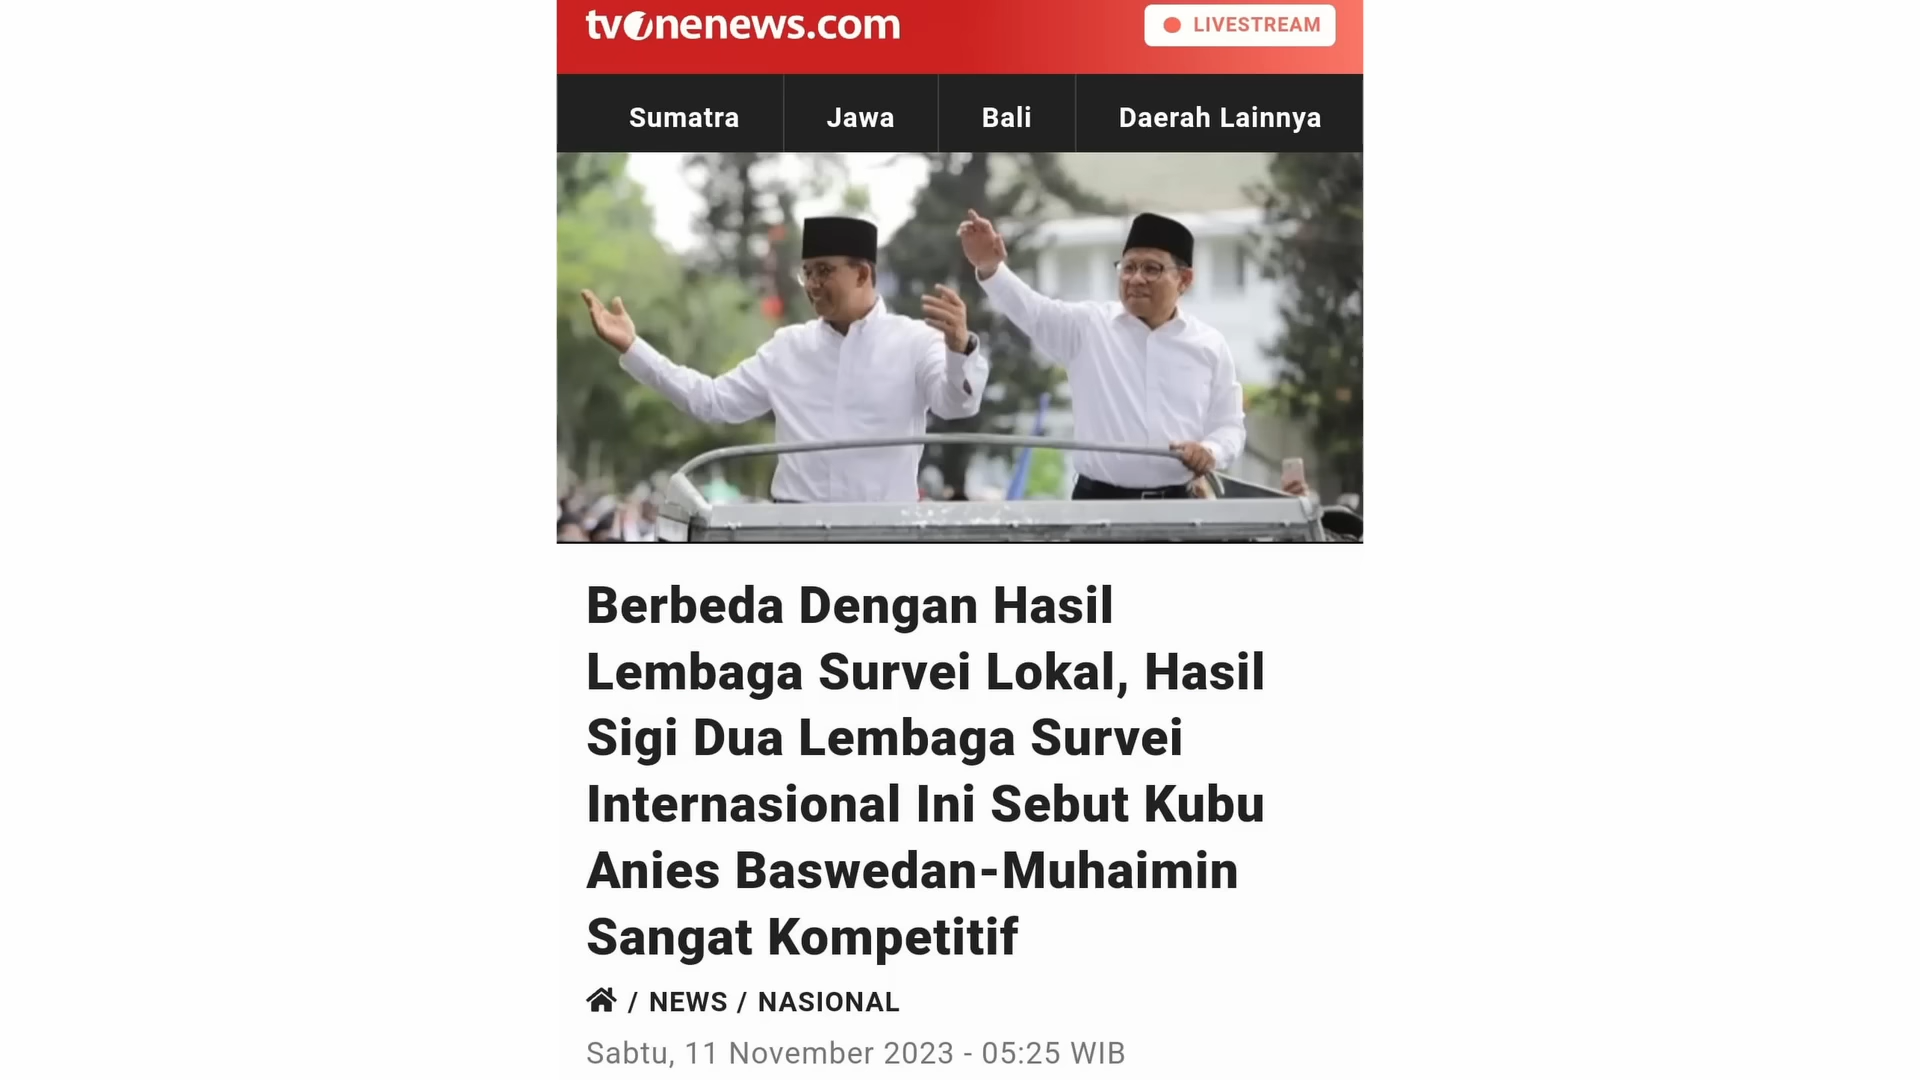 tvonenews.com
LIVESTREAM
Sumatra
Jawa
Bali
Daerah Lainnya
Berbeda Dengan Hasil
Lembaga Survei Lokal, Hasil
Sigi Dua Lembaga Survei
Internasional Ini Sebut Kubu
Anies Baswedan-Muhaimin
Sangat Kompetitif
/ NEWS / NASIONAL
Sabtu, 11 November 2023 - 05:25 WIB